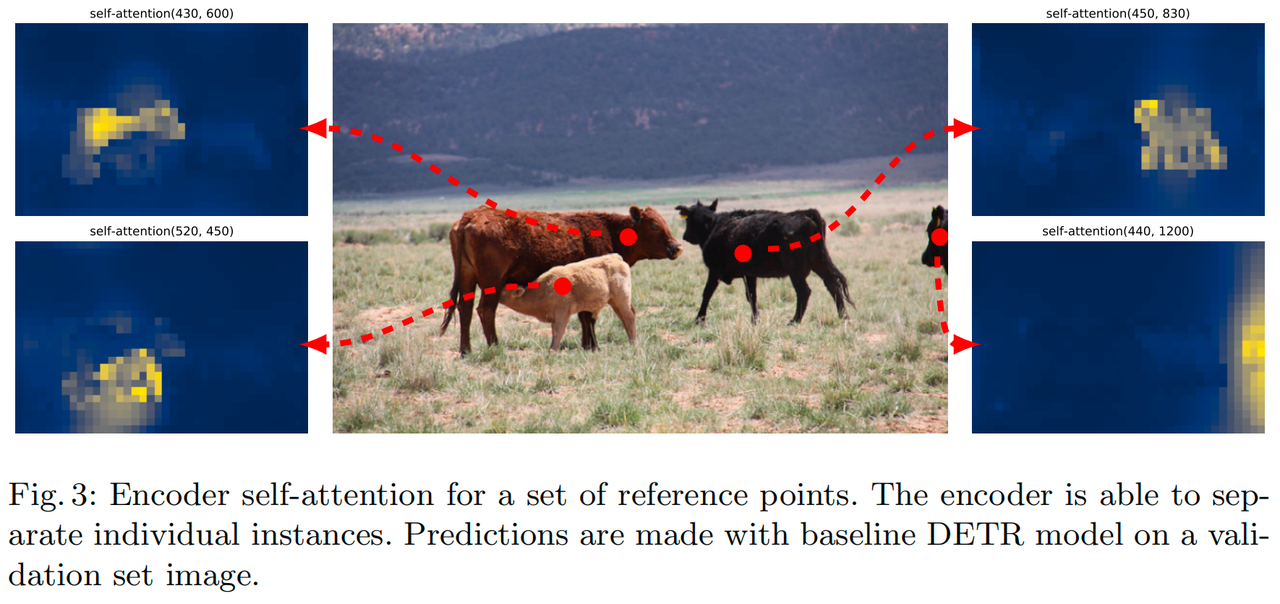 self-attention(430, 600)
self-attention(450, 830)
self-attention(520, 450)
self-attention(440, 1200)
Fig. 3: Encoder self-attention for a set of reference points. The encoder is able to sep-
arate individual instances. Predictions are made with baseline DETR model on a vali-
dation set image.